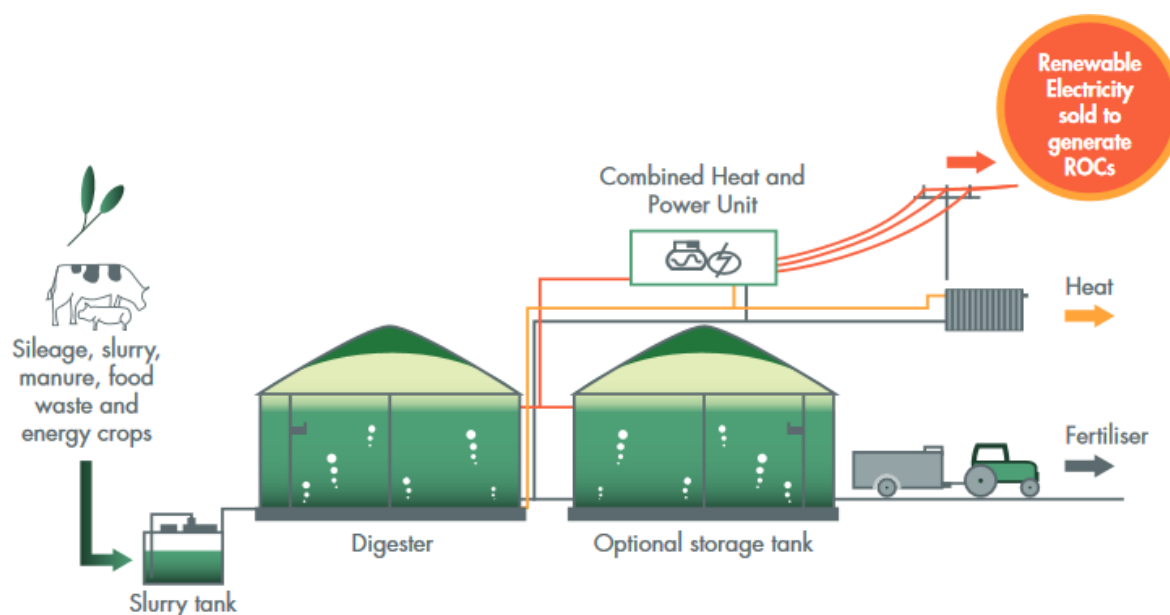 Renewable
Electricity
sold to
generate
ROCs
Combined Heat and
Power Unit
Heat
Sileage, slurry,
manure, food
waste and
energy crops
Fertiliser
Digester
Optional storage tank
Slurry tank